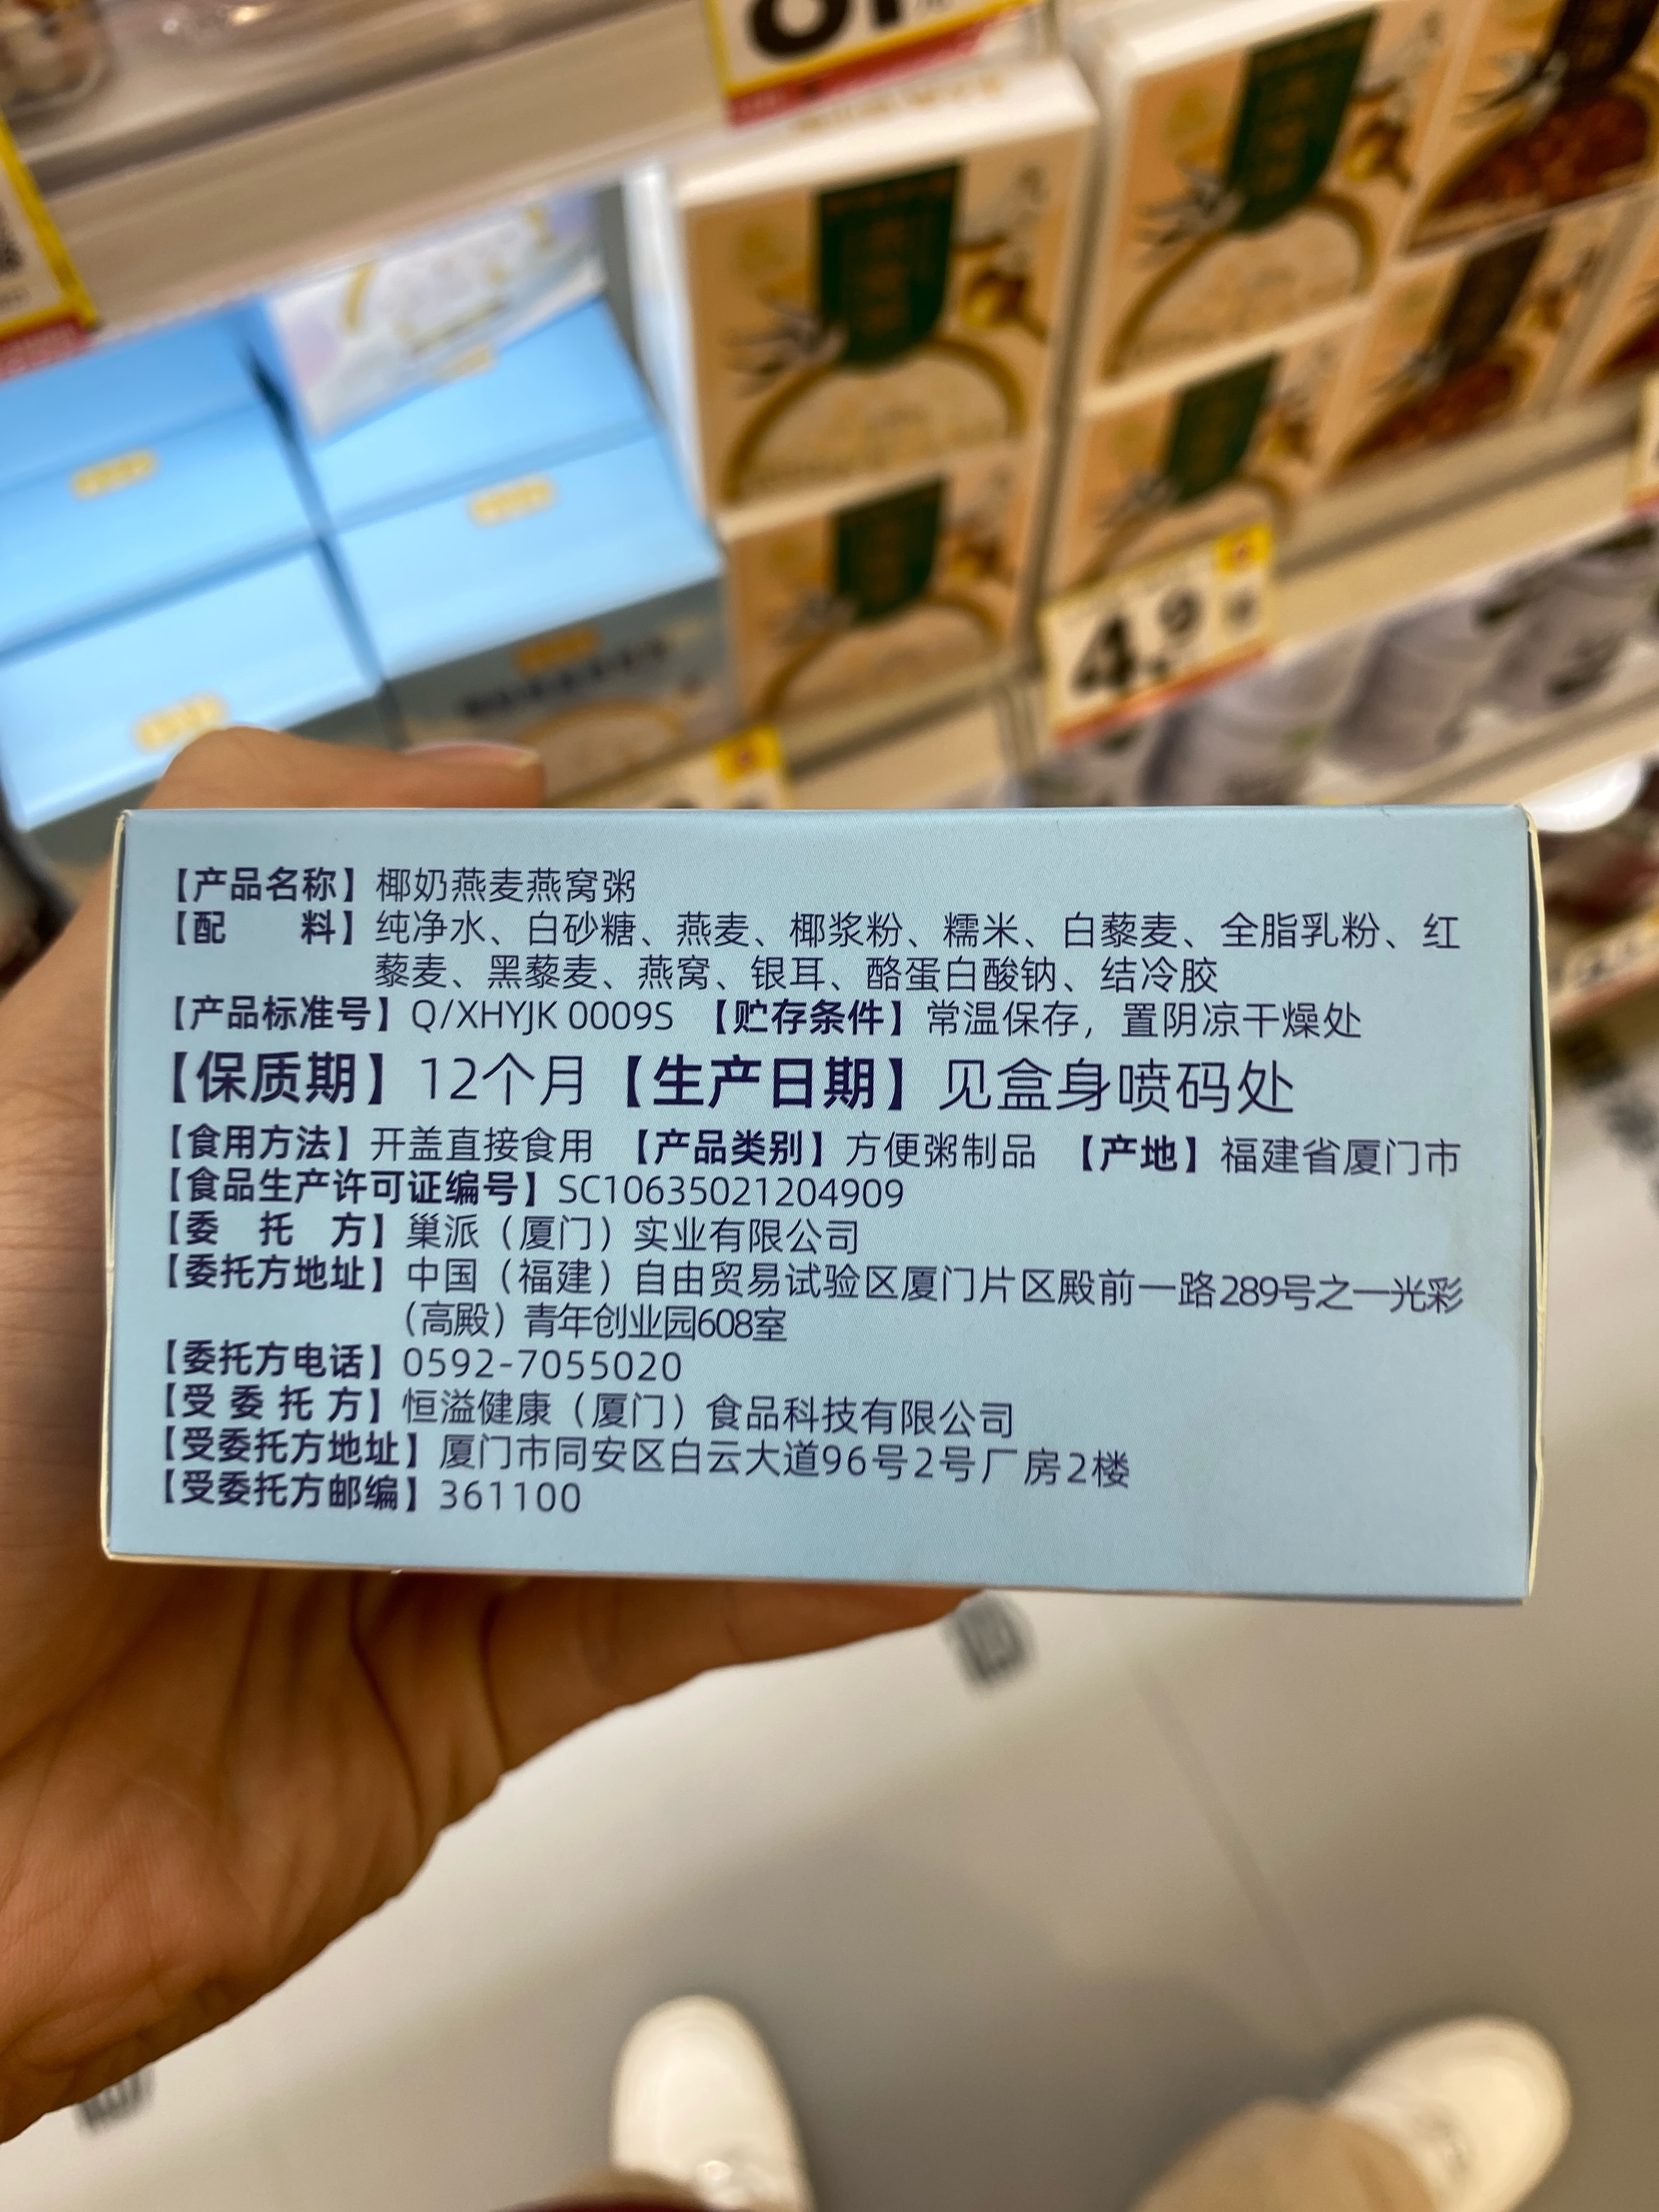 4.9
【产品名称】椰奶燕麦燕窝粥
【配　　料】纯净水、白砂糖、燕麦、椰浆粉、糯米、白藜麦、全脂乳粉、红
藜麦、黑藜麦、燕窝、银耳、酪蛋白酸钠、结冷胶
【产品标准号】Q/XHYJK 0009S 【贮存条件】常温保存，置阴凉干燥处
【保质期】12个月【生产日期】见盒身喷码处
【食用方法】开盖直接食用 【产品类别】方便粥制品 【产地】福建省厦门市
【食品生产许可证编号】SC10635021204909
【委　托　方】巢派（厦门）实业有限公司
【委托方地址】中国（福建）自由贸易试验区厦门片区殿前一路289号之一光彩
（高殿）青年创业园608室
【委托方电话】0592-7055020
【受 委 托 方】恒溢健康（厦门）食品科技有限公司
【受委托方地址】厦门市同安区白云大道96号2号厂房2楼
【受委托方邮编】361100